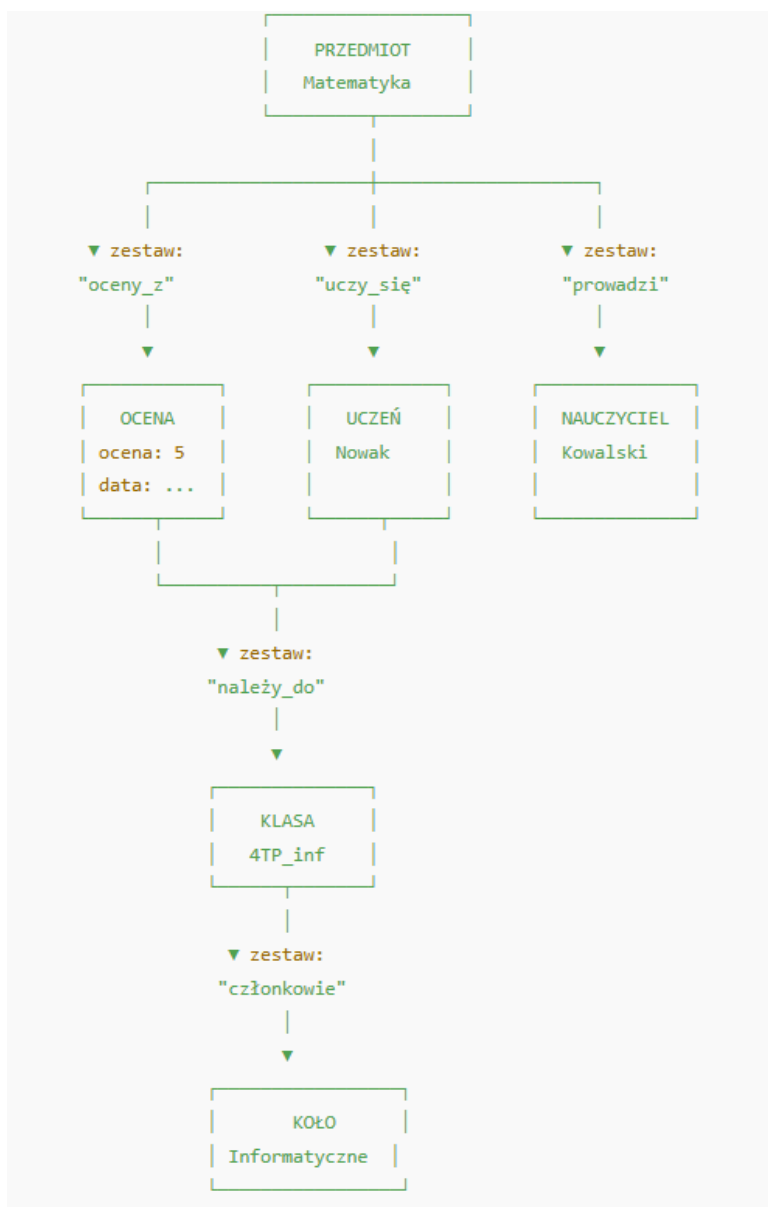 PRZEDMIOT
Matematyka
▼ zestaw: ▼ zestaw: ▼ zestaw:
"oceny_z" "uczy_się" "prowadzi"
OCENA UCZEŃ NAUCZYCIEL
ocena: 5 Nowak Kowalski
data: ...
▼ zestaw:
"należy_do"
KLASA
4TP_inf
▼ zestaw:
"członkowie"
KOŁO
Informatyczne